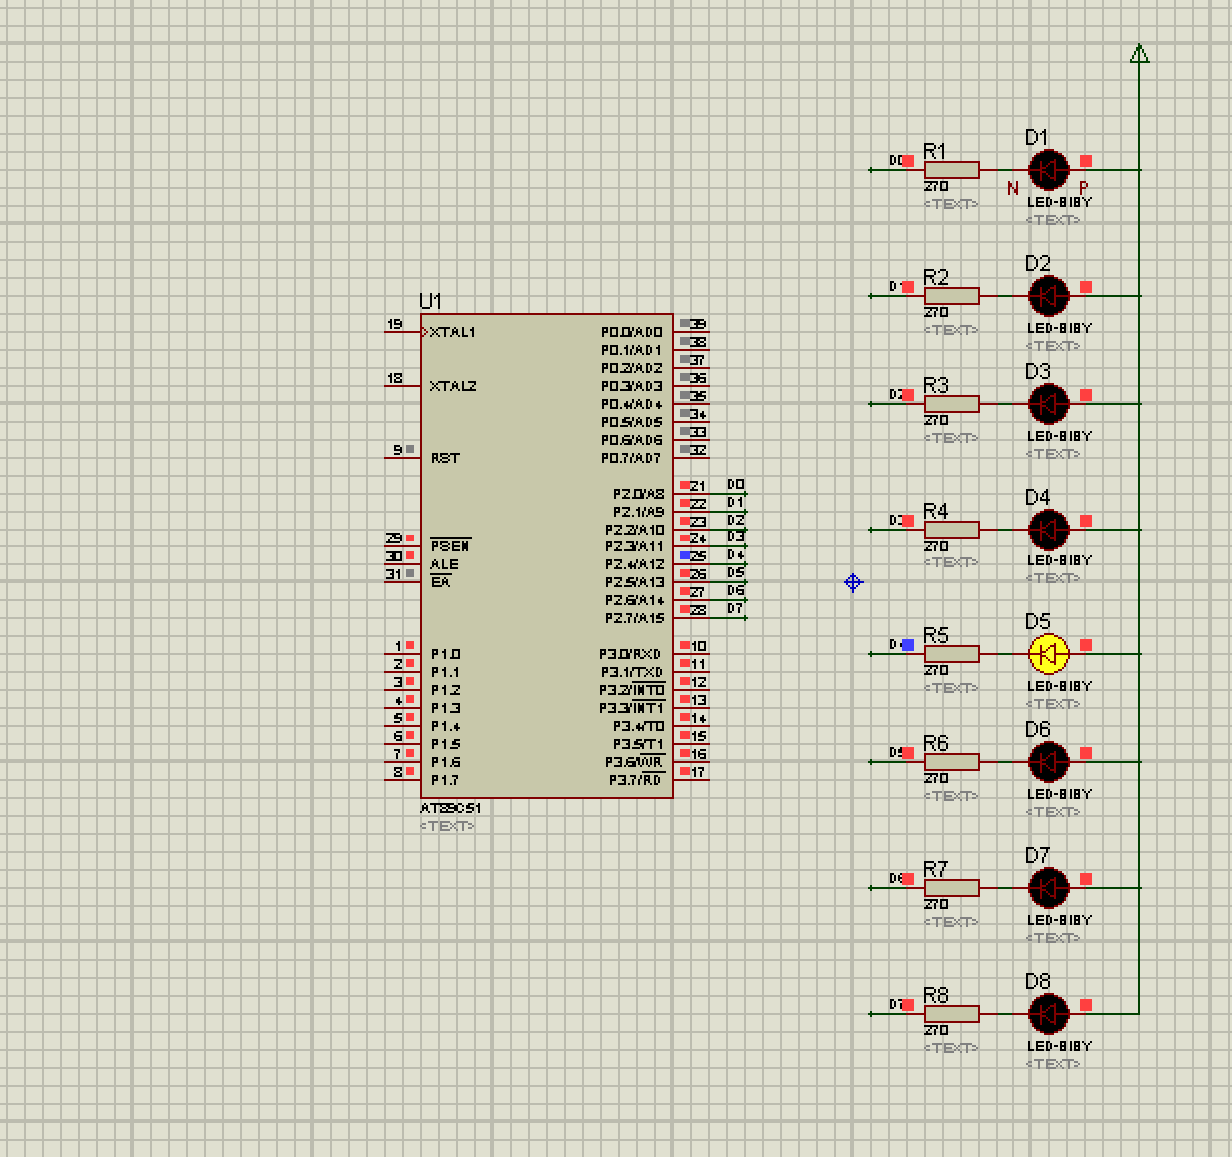 U1
19
XTAL1
18
XTAL2
9
RST
29
PSEN
30
ALE
31
EA
1
P1.0
2
P1.1
3
P1.2
4
P1.3
5
P1.4
6
P1.5
7
P1.6
8
P1.7
AT89C51
<TEXT>
P0.0/AD0
39
P0.1/AD1
38
P0.2/AD2
37
P0.3/AD3
36
P0.4/AD4
35
P0.5/AD5
34
P0.6/AD6
33
P0.7/AD7
32
P2.0/A8
21
D0
P2.1/A9
22
D1
P2.2/A10
23
D2
P2.3/A11
24
D3
P2.4/A12
25
D4
P2.5/A13
26
D5
P2.6/A14
27
D6
P2.7/A15
28
D7
P3.0/RXD
10
P3.1/TXD
11
P3.2/INT0
12
P3.3/INT1
13
P3.4/T0
14
P3.5/T1
15
P3.6/WR
16
P3.7/RD
17
D0
R1
270
<TEXT>
D1
N
P
LED-BIBY
<TEXT>
D1
R2
270
<TEXT>
D2
LED-BIBY
<TEXT>
D2
R3
270
<TEXT>
D3
LED-BIBY
<TEXT>
D3
R4
270
<TEXT>
D4
LED-BIBY
<TEXT>
D4
R5
270
<TEXT>
D5
LED-BIBY
<TEXT>
D5
R6
270
<TEXT>
D6
LED-BIBY
<TEXT>
D6
R7
270
<TEXT>
D7
LED-BIBY
<TEXT>
D7
R8
270
<TEXT>
D8
LED-BIBY
<TEXT>